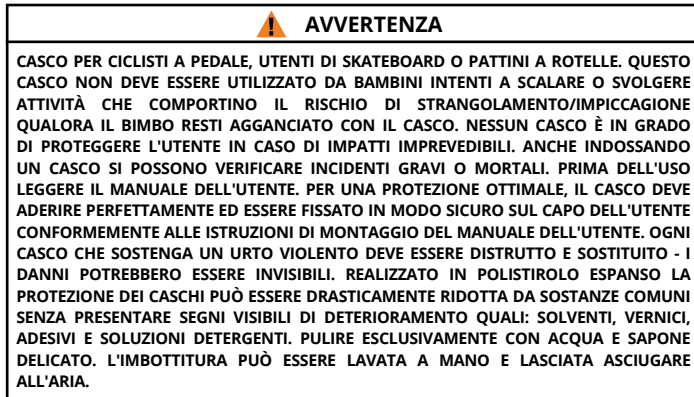 AVVERTENZA
CASCO PER CICLISTI A PEDALE, UTENTI DI SKATEBOARD O PATTINI A ROTELLE. QUESTO
CASCO NON DEVE ESSERE UTILIZZATO DA BAMBINI INTENTI A SCALARE O SVOLGERE
ATTIVITÀ CHE COMPORTINO IL RISCHIO DI STRANGOLAMENTO/IMPICCAGIONE
QUALORA IL BIMBO RESTI AGGANCIATO CON IL CASCO. NESSUN CASCO È IN GRADO
DI PROTEGGERE L'UTENTE IN CASO DI IMPATTI IMPREVEDIBILI. ANCHE INDOSSANDO
UN CASCO SI POSSONO VERIFICARE INCIDENTI GRAVI O MORTALI. PRIMA DELL'USO
LEGGERE IL MANUALE DELL'UTENTE. PER UNA PROTEZIONE OTTIMALE, IL CASCO DEVE
ADERIRE PERFETTAMENTE ED ESSERE FISSATO IN MODO SICURO SUL CAPO DELL'UTENTE
CONFORMEMENTE ALLE ISTRUZIONI DI MONTAGGIO DEL MANUALE DELL'UTENTE. OGNI
CASCO CHE SOSTENGA UN URTO VIOLENTO DEVE ESSERE DISTRUTTO E SOSTITUITO - I
DANNI POTREBBERO ESSERE INVISIBILI. REALIZZATO IN POLISTIROLO ESPANSO LA
PROTEZIONE DEI CASCHI PUÒ ESSERE DRASTICAMENTE RIDOTTA DA SOSTANZE COMUNI
SENZA PRESENTARE SEGNI VISIBILI DI DETERIORAMENTO QUALI: SOLVENTI, VERNICI,
ADESIVI E SOLUZIONI DETERGENTI. PULIRE ESCLUSIVAMENTE CON ACQUA E SAPONE
DELICATO. L'IMBOTTITURA PUÒ ESSERE LAVATA A MANO E LASCIATA ASCIUGARE
ALL'ARIA.